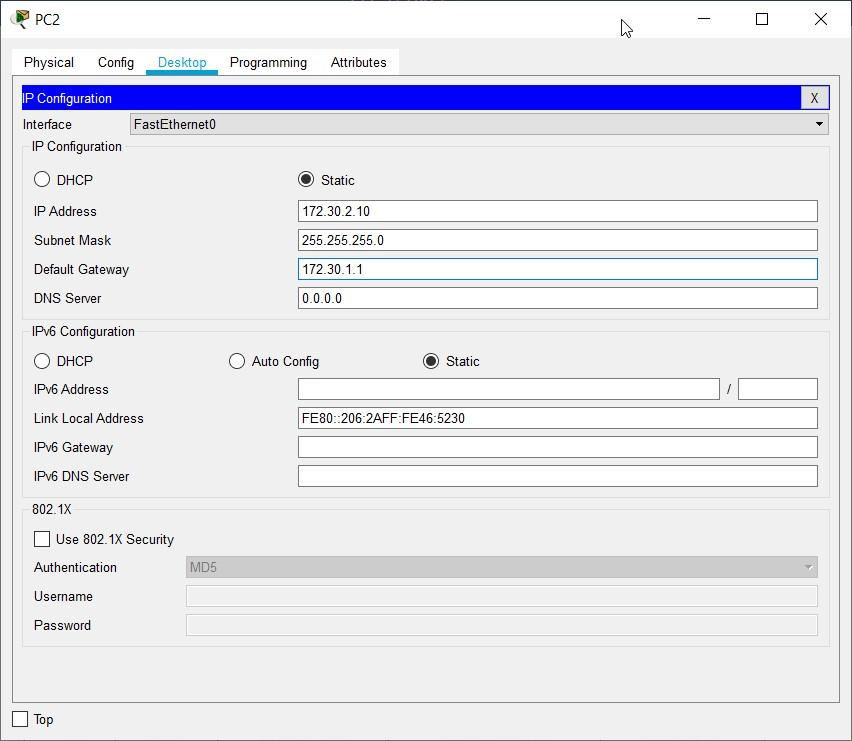 PC2
Physical Config Desktop Programming Attributes
IP Configuration X
Interface FastEthernet0
IP Configuration
DHCP Static
IP Address 172.30.2.10
Subnet Mask 255.255.255.0
Default Gateway 172.30.1.1
DNS Server 0.0.0.0
IPv6 Configuration
DHCP Auto Config Static
IPv6 Address /
Link Local Address FE80::206:2AFF:FE46:5230
IPv6 Gateway
IPv6 DNS Server
802.1X
Use 802.1X Security
Authentication MD5
Username
Password
Top